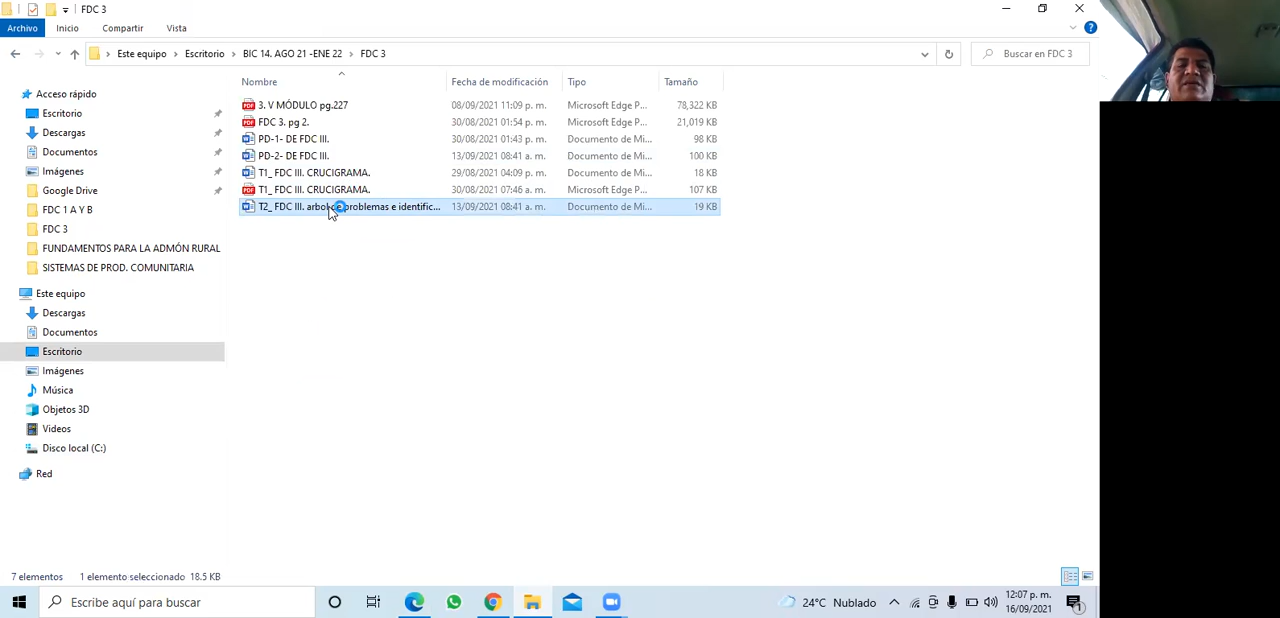 FDC 3
Archivo Inicio Compartir Vista
Este equipo Escritorio BIC 14. AGO 21 -ENE 22 FDC 3
Buscar en FDC 3
Nombre Fecha de modificación Tipo Tamaño
Acceso rápido
Escritorio
Descargas
Documentos
Imágenes
Google Drive
FDC 1 A Y B
FDC 3
FUNDAMENTOS PARA LA ADMÓN RURAL
SISTEMAS DE PROD. COMUNITARIA
Este equipo
Descargas
Documentos
Escritorio
Imágenes
Música
Objetos 3D
Videos
Disco local (C:)
Red
3. V MÓDULO pg.227 08/09/2021 11:09 p. m. Microsoft Edge P... 78,322 KB
FDC 3. pg 2. 30/08/2021 01:54 p. m. Microsoft Edge P... 21,019 KB
PD-1- DE FDC III. 30/08/2021 01:43 p. m. Documento de Mi... 98 KB
PD-2- DE FDC III. 13/09/2021 08:41 a. m. Documento de Mi... 100 KB
T1_ FDC III. CRUCIGRAMA. 29/08/2021 04:09 p. m. Documento de Mi... 18 KB
T1_ FDC III. CRUCIGRAMA. 30/08/2021 07:46 a. m. Microsoft Edge P... 107 KB
T2_ FDC III. arbol de problemas e identific... 13/09/2021 08:41 a. m. Documento de Mi... 19 KB
7 elementos 1 elemento seleccionado 18.5 KB
Escribe aquí para buscar
24°C Nublado
12:07 p. m.
16/09/2021
1